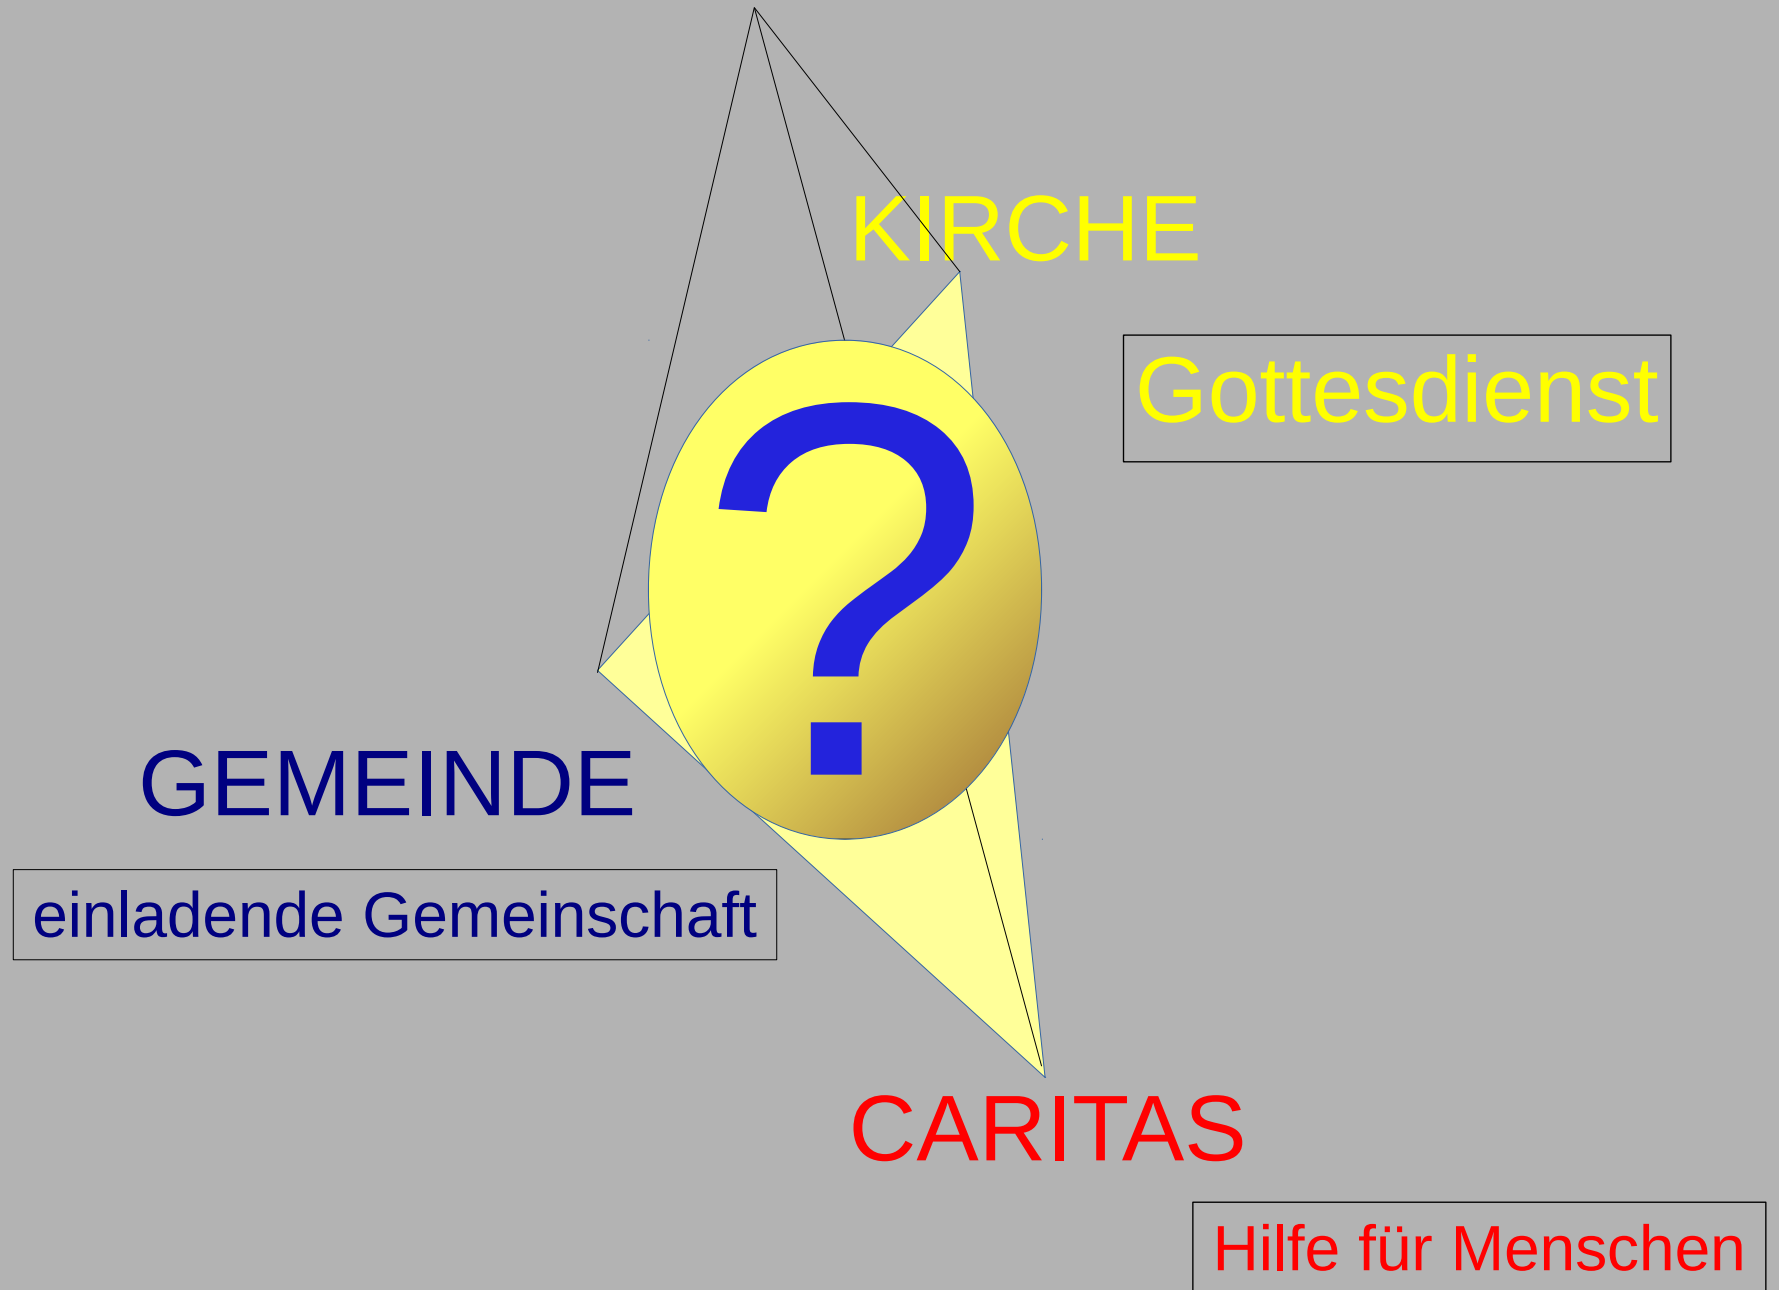 KIRCHE
Gottesdienst
?
GEMEINDE
einladende Gemeinschaft
CARITAS
Hilfe für Menschen